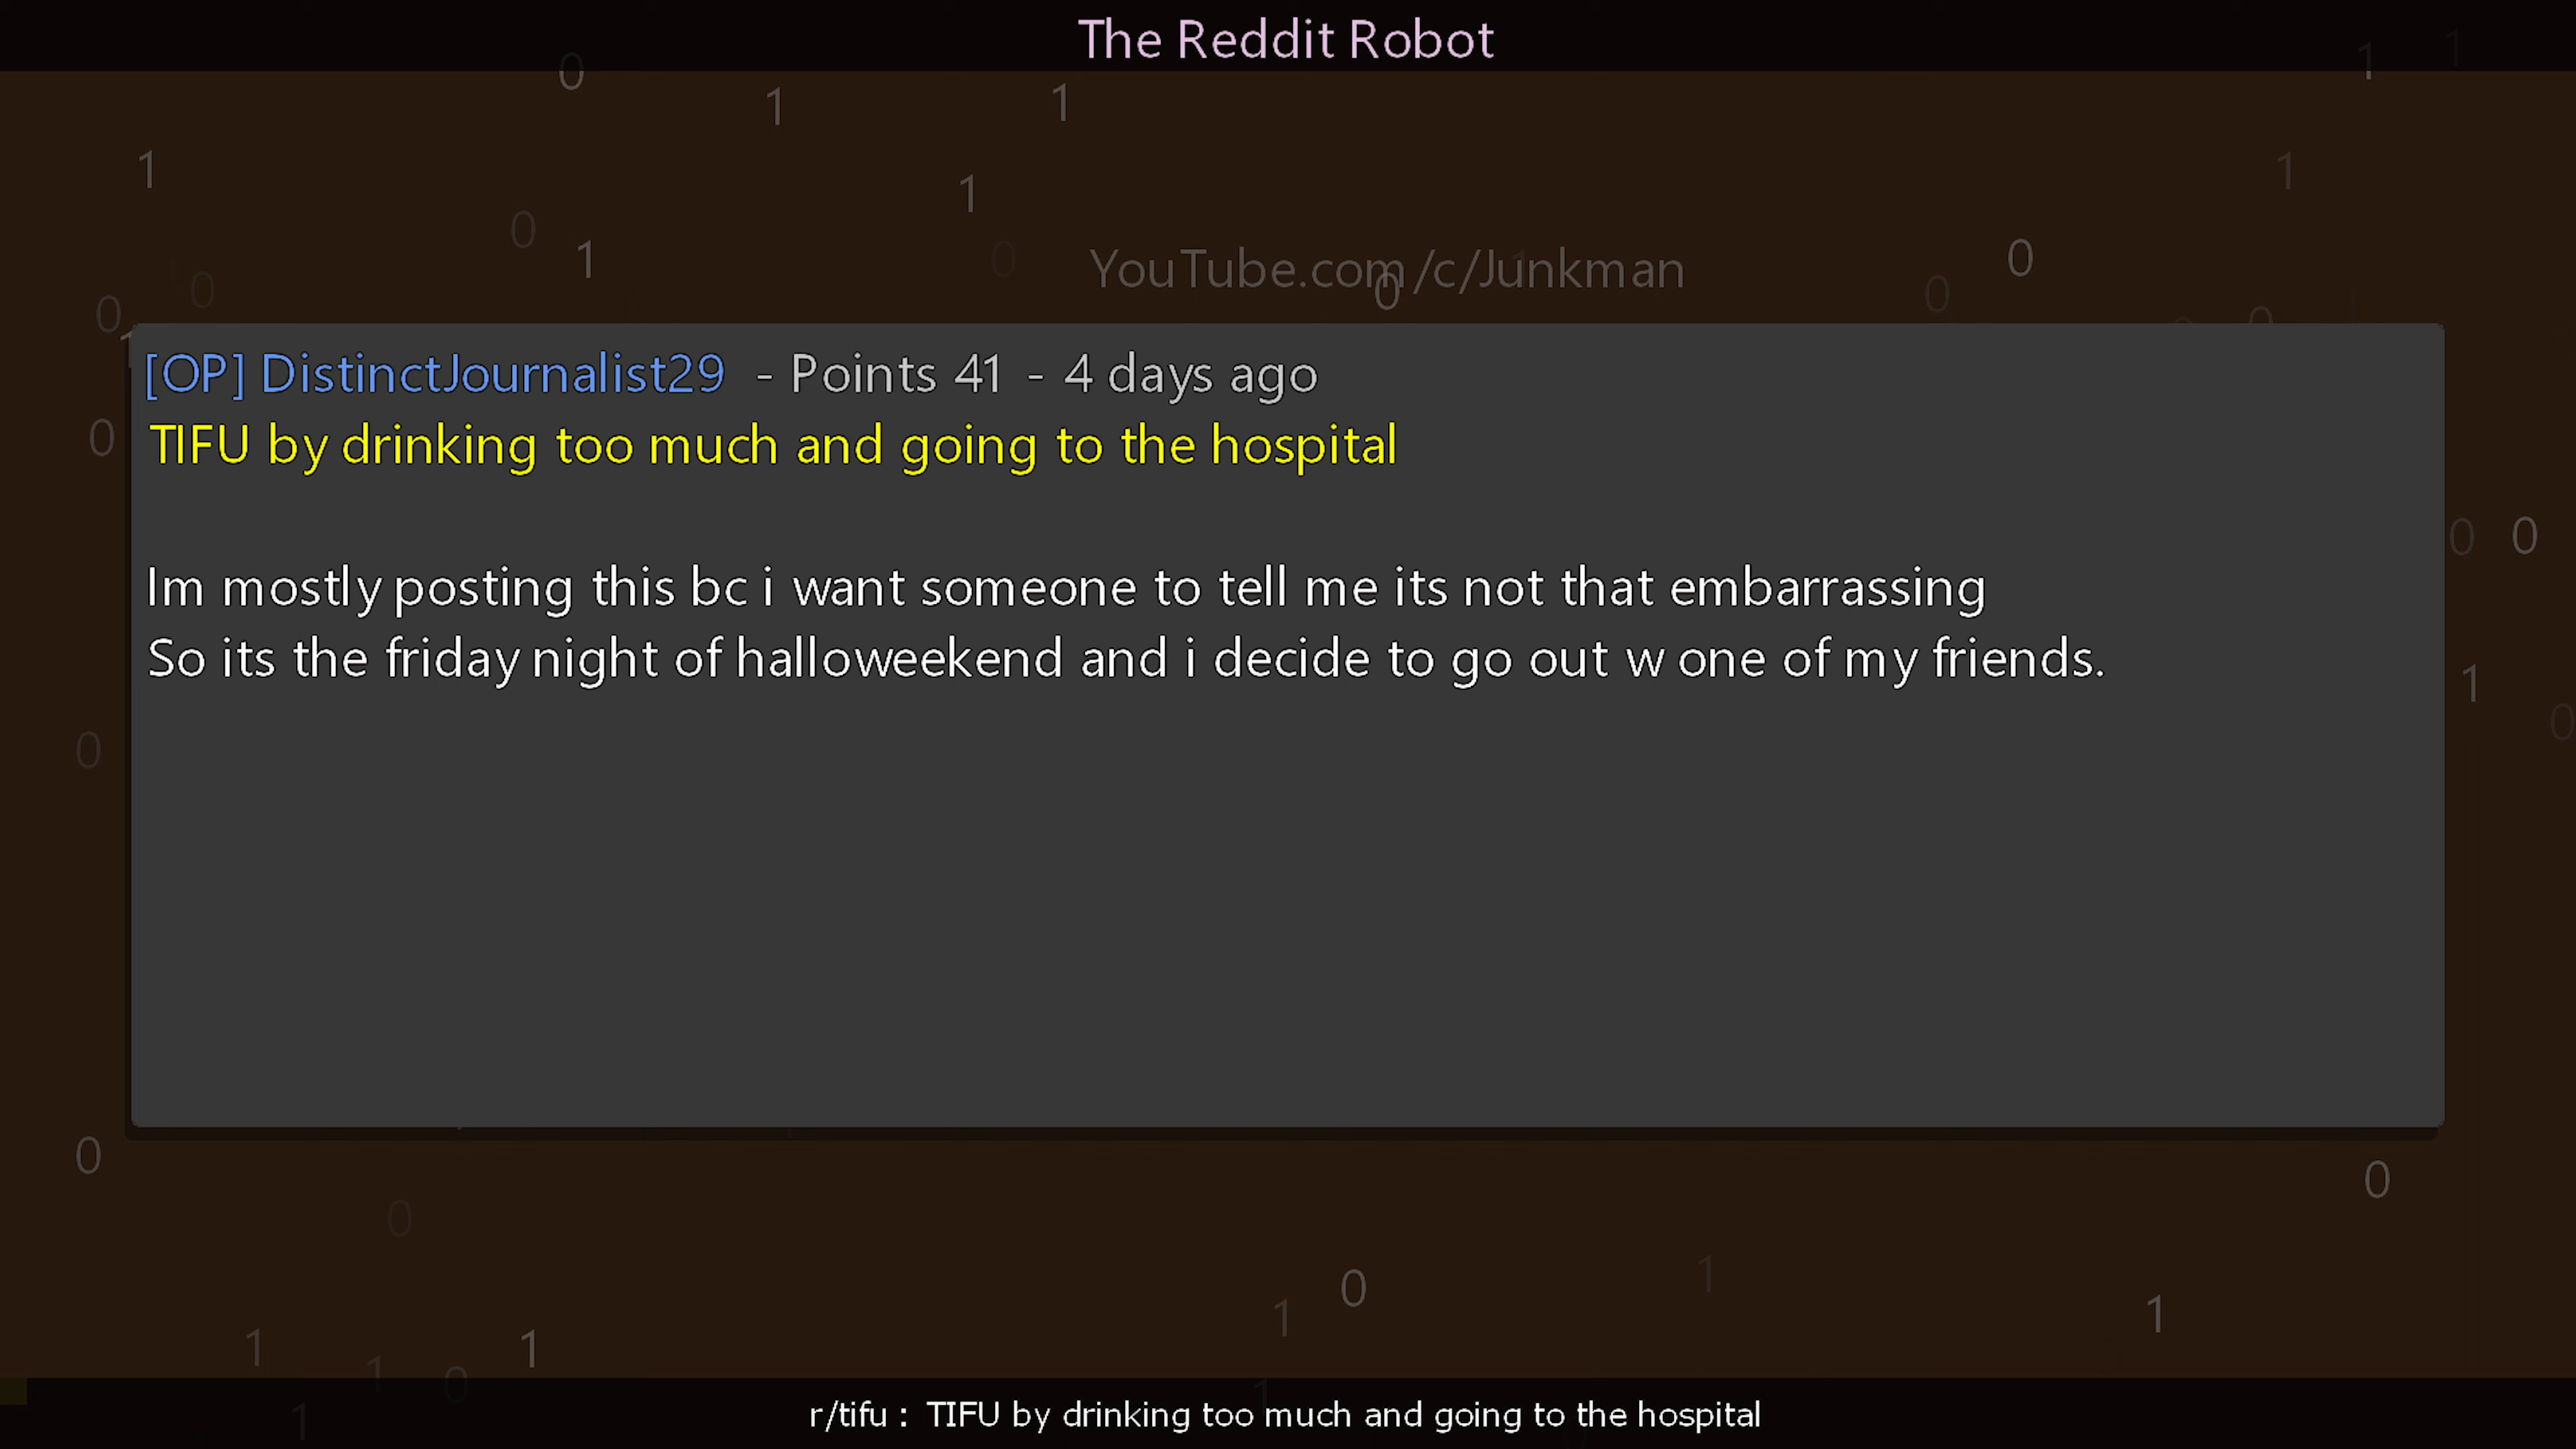 The Reddit Robot
YouTube.com/c/Junkman
[OP] DistinctJournalist29 - Points 41 - 4 days ago
TIFU by drinking too much and going to the hospital
Im mostly posting this bc i want someone to tell me its not that embarrassing
So its the friday night of halloweekend and i decide to go out w one of my friends.
r/tifu : TIFU by drinking too much and going to the hospital